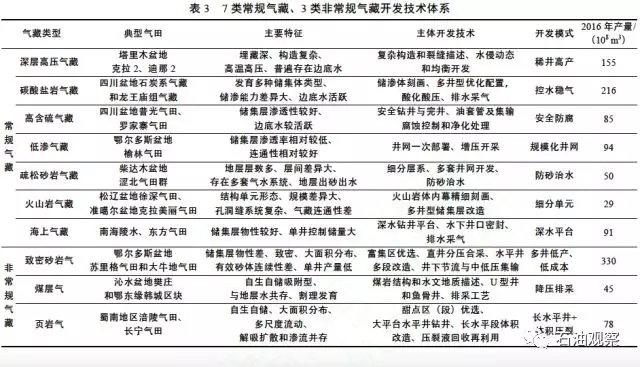 表 3 7 类常规气藏、3 类非常规气藏开发技术体系
气藏类型 典型气田 主要特征 主体开发技术 开发模式 2016 年产量/(10⁸ m³)
常规气藏
深层高压气藏 塔里木盆地 克拉 2、迪那 2 埋藏深、构造复杂、高温高压、普遍存在边底水 复杂构造和裂缝描述、水侵动态和均衡开发 稀井高产 155
碳酸盐岩气藏 四川盆地石炭系气藏和龙王庙组气藏 发育多种储集体类型、储渗能力差异大、边底水活跃 储渗体刻画、多井型优化配置,酸化酸压、排水采气 控水稳气 216
高含硫气藏 四川盆地普光气田、罗家寨气田 储集层渗透性较好、边底水较活跃 安全钻井与完井、油套管及集输腐蚀控制和净化处理 安全防腐 85
低渗气藏 鄂尔多斯盆地榆林气田 储集层渗透率相对较低、连通性相对较好 井网一次部署、增压开采 规模化井网 94
疏松砂岩气藏 柴达木盆地涩北气田群 地层层数多、层间差异大、存在多套气水系统、地层出砂出水 细分层系、多套井网开发、防砂治水 防砂治水 50
火山岩气藏 松辽盆地徐深气田、准噶尔盆地克拉美丽气田 结构单元形态、规模差异大、孔洞缝系统复杂、气藏连通性差 火山岩体内幕精细刻画、多井型储集层改造 细分单元 29
海上气藏 南海陵水、东方气田 储集层物性较好、单井控制储量大 深水钻井平台、水下井口密封、排水采气 深水平台 91
非常规气藏
致密砂岩气 鄂尔多斯盆地苏里格气田和大牛地气田 储集层物性差、致密、大面积分布、有效砂体连续性差、单井产量低 富集区优选、直井分压合采、水平井多段改造、井下节流与中低压集输 多井低产、低成本 330
煤层气 沁水盆地樊庄和鄂东缘韩城区块 自生自储吸附型、与地层水共存、割理发育 煤岩结构和水文地质描述、U 型井和鱼骨井、排采工艺 降压排采 45
页岩气 蜀南地区涪陵气田、长宁气田 自生自储、大面积分布、多尺度流动、解吸扩散和渗流并存 甜点区（段）优选、大平台水平井钻井、长水平段体积改造、压裂液回收再利用 长水平井+体积压裂 78
石油观察